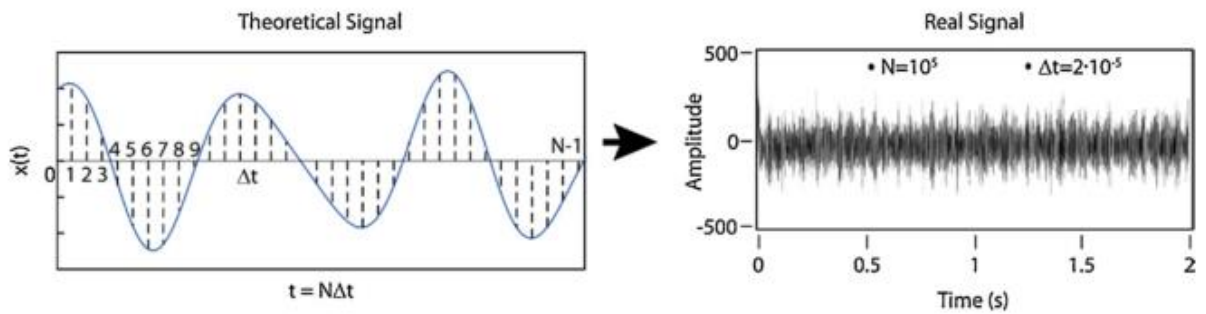 Theoretical Signal
x(t)
0 1 2 3 4 5 6 7 8 9
Δt
N-1
t = NΔt
Real Signal
Amplitude
500
0
-500
• N=10⁵ • Δt=2·10⁻⁵
0 0.5 1 1.5 2
Time (s)